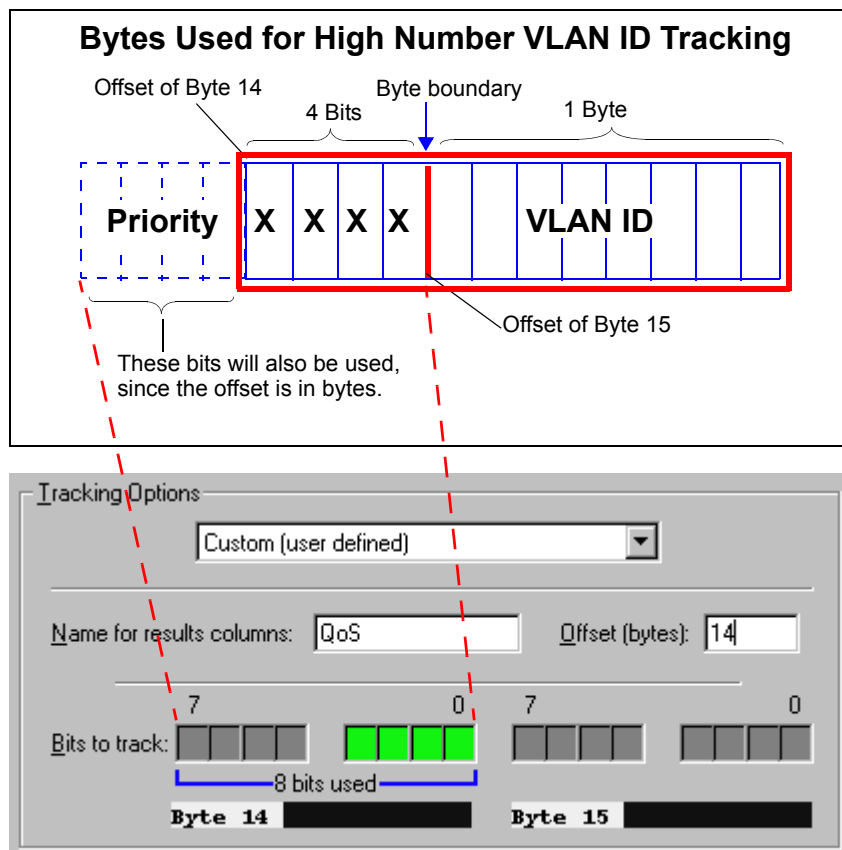 Bytes Used for High Number VLAN ID Tracking
Offset of Byte 14
Byte boundary
4 Bits
1 Byte
Priority
X X X X
VLAN ID
Offset of Byte 15
These bits will also be used,
since the offset is in bytes.
Tracking Options
Custom (user defined)
Name for results columns: QoS Offset (bytes): 14
7 0 7 0
Bits to track:
8 bits used
Byte 14 Byte 15